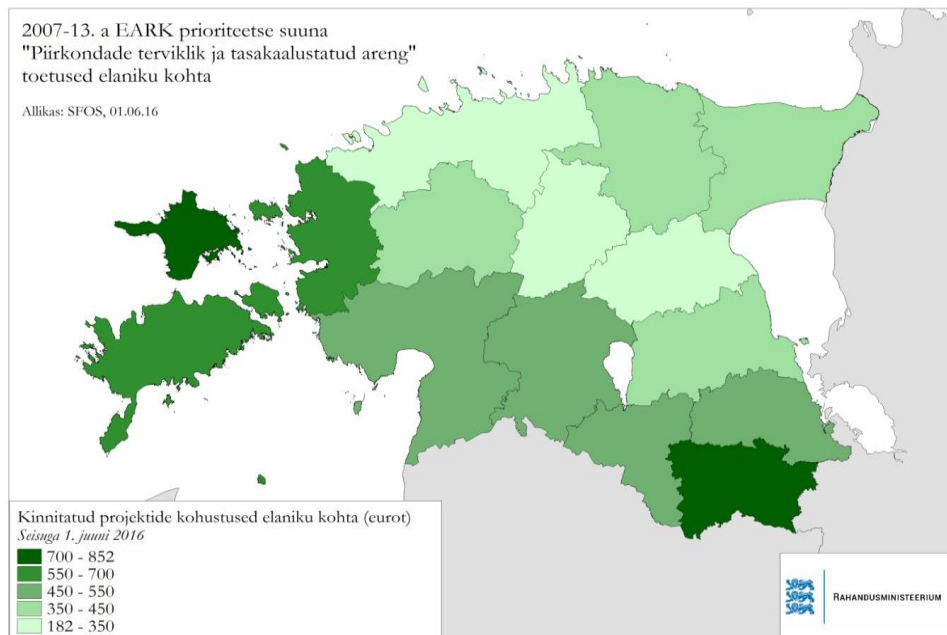 2007-13. a EARK prioriteetse suuna
"Piirkondade terviklik ja tasakaalustatud areng"
toetused elaniku kohta
Allikas: SFOS, 01.06.16
Kinnitatud projektide kohustused elaniku kohta (eurot)
Seisuga 1. juuni 2016
700 - 852
550 - 700
450 - 550
350 - 450
182 - 350
RAHANDUSMINISTEERIUM